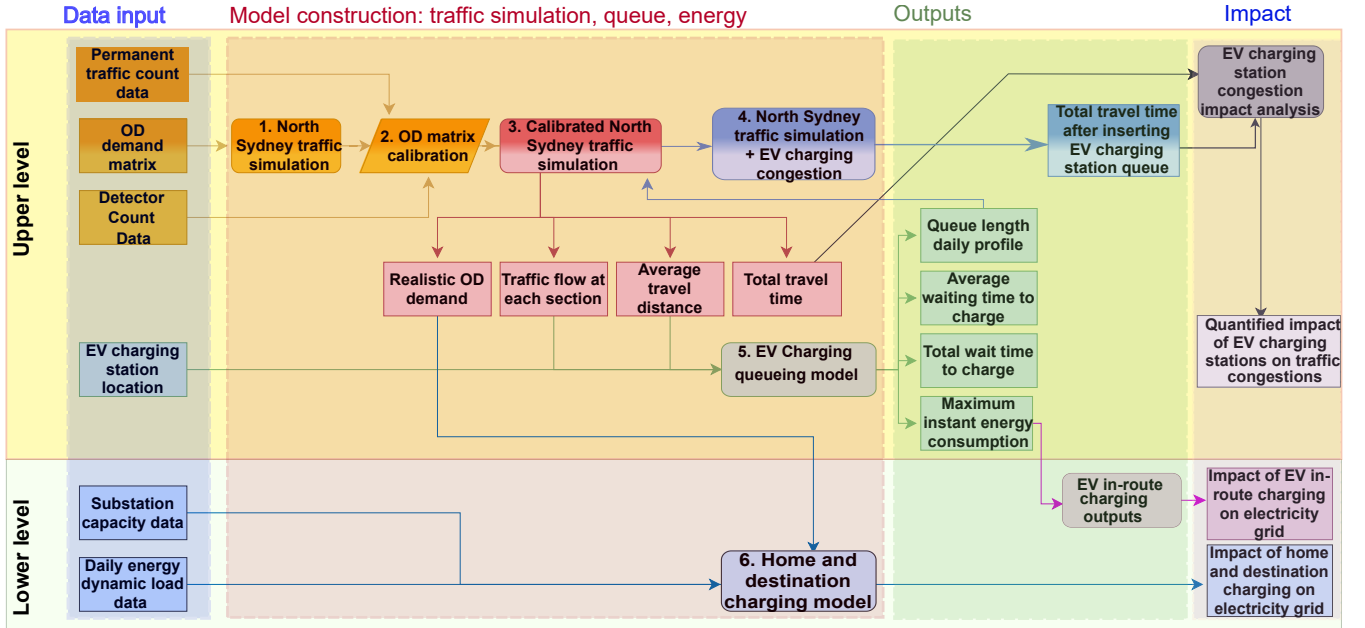 Data input
Model construction: traffic simulation, queue, energy
Outputs
Impact
Upper level
Permanent
traffic count
data
OD
demand
matrix
Detector
Count
Data
EV charging
station
location
1. North
Sydney traffic
simulation
2. OD matrix
calibration
3. Calibrated North
Sydney traffic
simulation
4. North Sydney
traffic simulation
+ EV charging
congestion
Realistic OD
demand
Traffic flow at
each section
Average
travel
distance
Total travel
time
5. EV Charging
queueing model
Total travel time
after inserting
EV charging
station queue
Queue length
daily profile
Average
waiting time to
charge
Total wait time
to charge
Maximum
instant energy
consumption
EV charging
station
congestion
impact analysis
Quantified impact
of EV charging
stations on traffic
congestions
Lower level
Substation
capacity data
Daily energy
dynamic load
data
6. Home and
destination
charging model
EV in-route
charging
outputs
Impact of EV in-
route charging
on electricity
grid
Impact of home
and destination
charging on
electricity grid